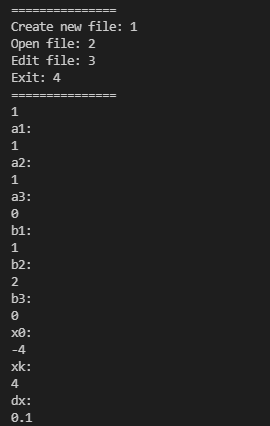 ===============
Create new file: 1
Open file: 2
Edit file: 3
Exit: 4
===============
1
a1:
1
a2:
1
a3:
0
b1:
1
b2:
2
b3:
0
x0:
-4
xk:
4
dx:
0.1